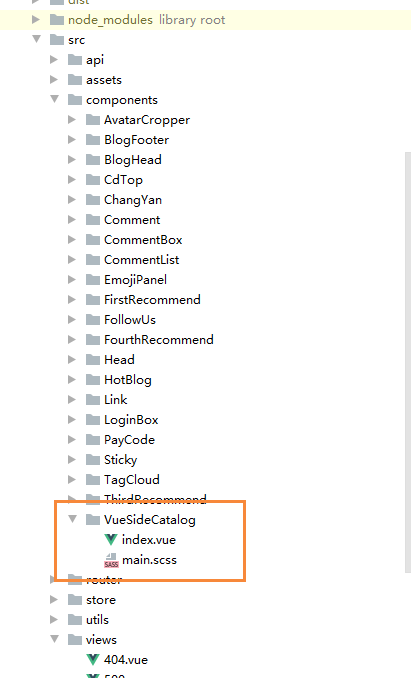 dist
node_modules library root
src
api
assets
components
AvatarCropper
BlogFooter
BlogHead
CdTop
ChangYan
Comment
CommentBox
CommentList
EmojiPanel
FirstRecommend
FollowUs
FourthRecommend
Head
HotBlog
Link
LoginBox
PayCode
Sticky
TagCloud
ThirdRecommend
VueSideCatalog
index.vue
SASS main.scss
router
store
utils
views
404.vue